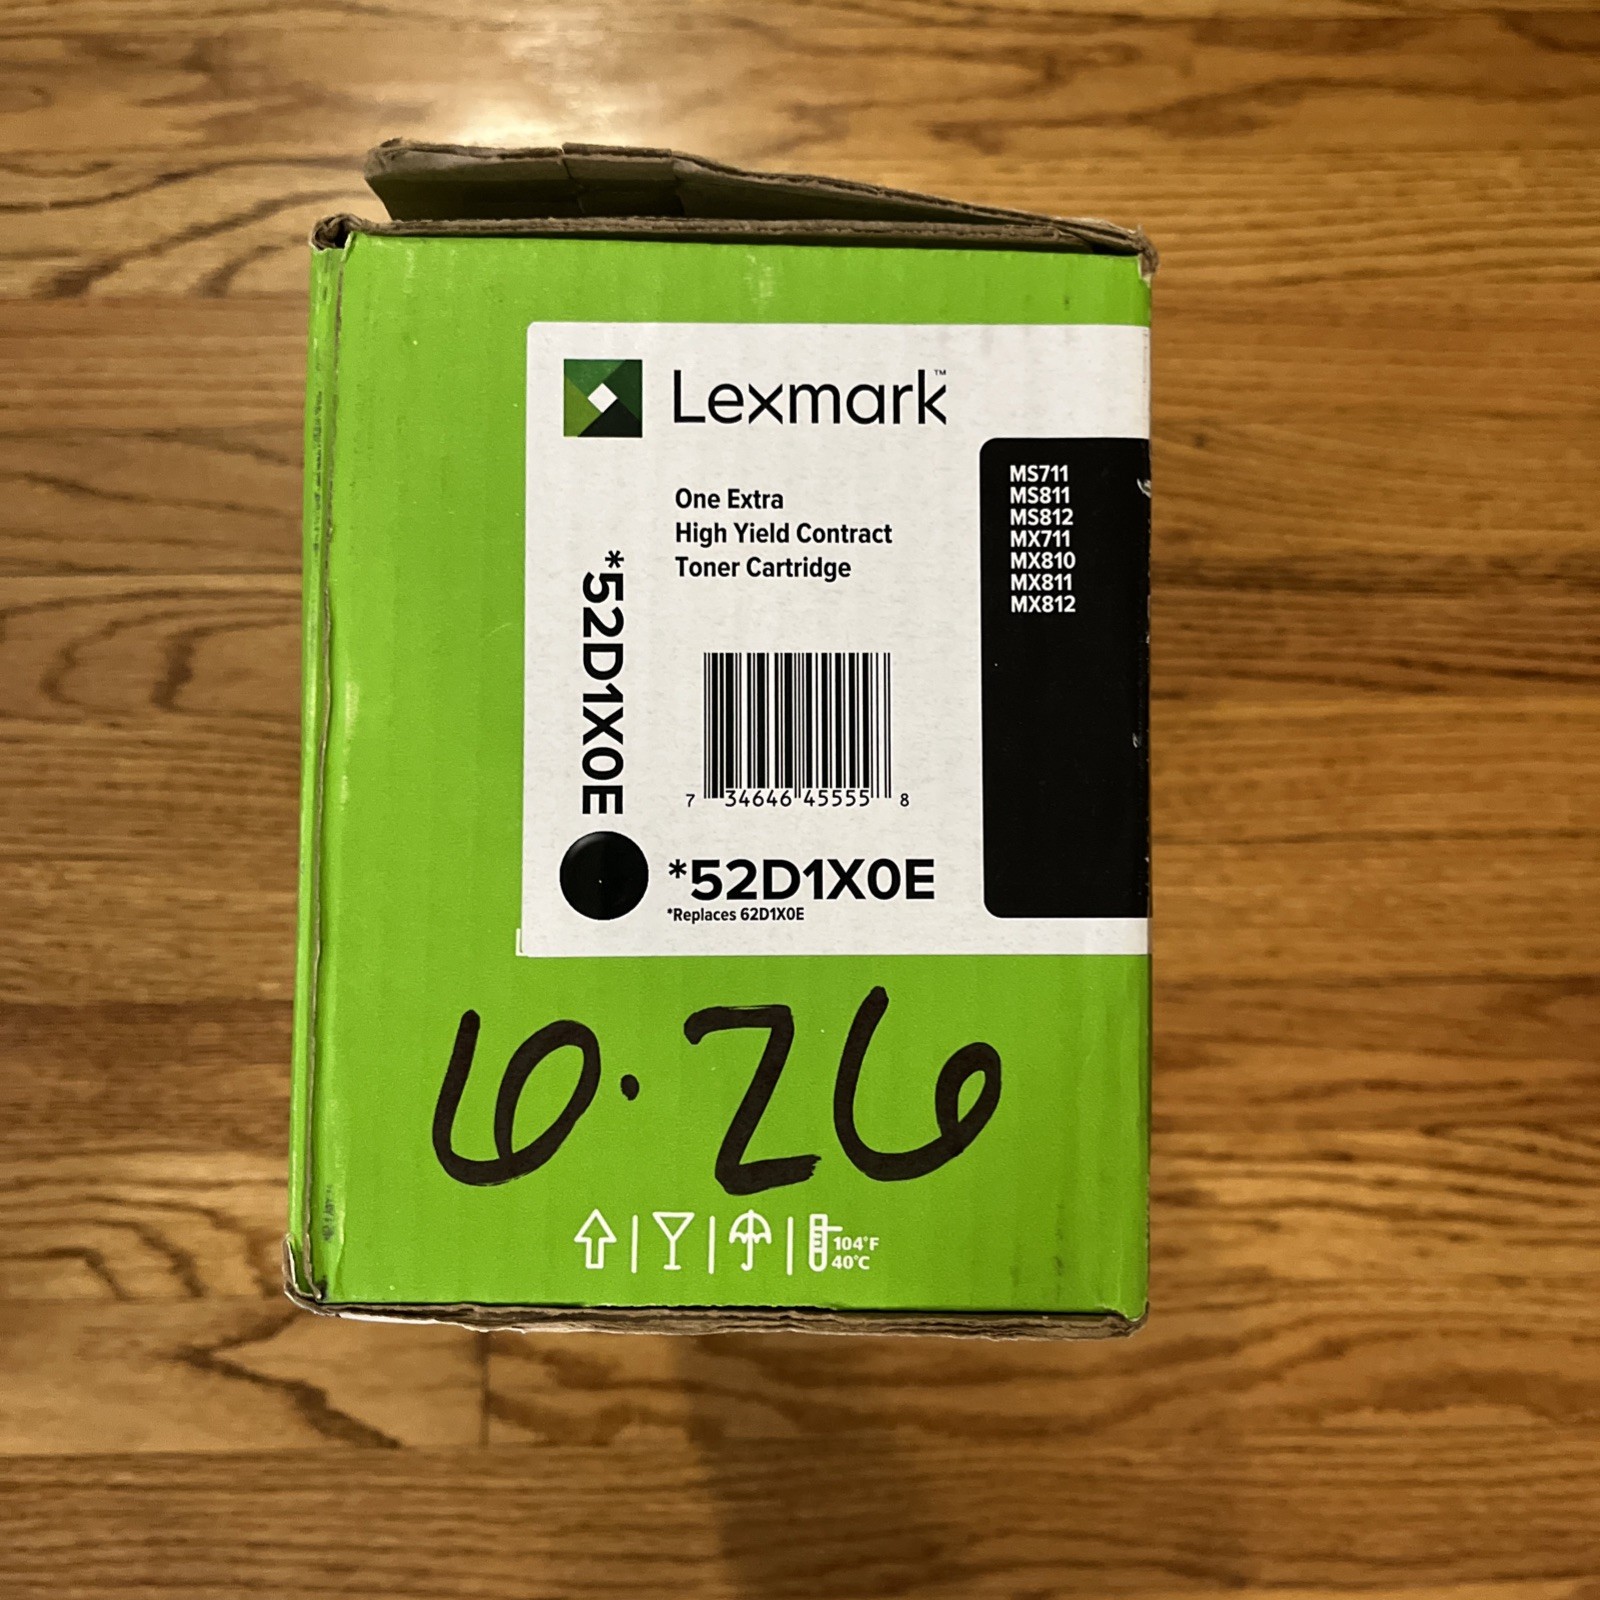 Lexmark™
One Extra
High Yield Contract
Toner Cartridge
MS711
MS811
MS812
MX711
MX810
MX811
MX812
*52D1X0E
7 34646 45555 8
*52D1X0E
*Replaces 62D1X0E
6.26
104°F
40°C